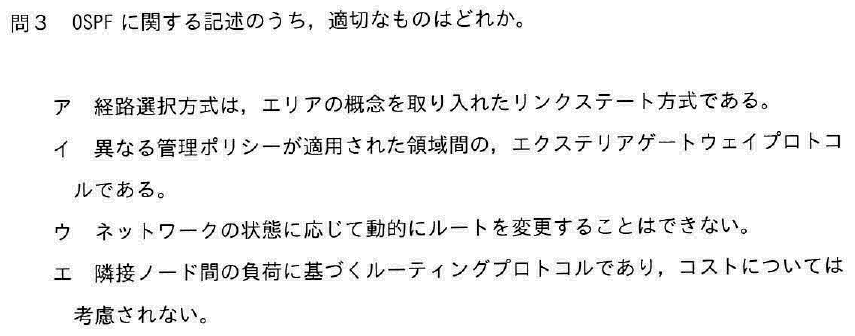 問3 OSPFに関する記述のうち，適切なものはどれか。
ア 経路選択方式は，エリアの概念を取り入れたリンクステート方式である。
イ 異なる管理ポリシーが適用された領域間の，エクステリアゲートウェイプロトコ
ルである。
ウ ネットワークの状態に応じて動的にルートを変更することはできない。
エ 隣接ノード間の負荷に基づくルーティングプロトコルであり，コストについては
考慮されない。